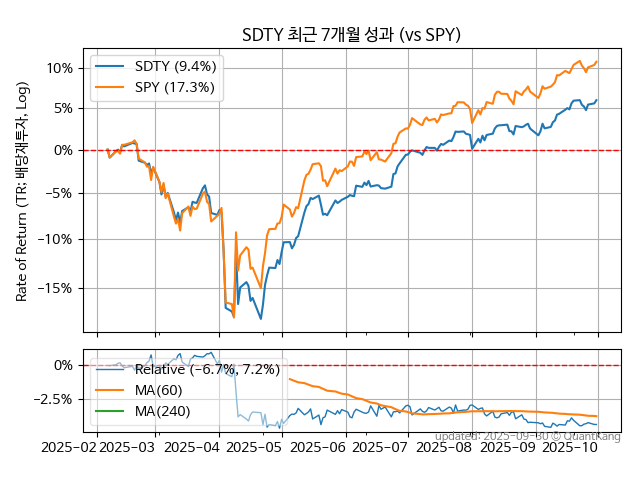 SDTY 최근 7개월 성과 (vs SPY)
SDTY (9.4%)
SPY (17.3%)
10%
5%
0%
−5%
−10%
−15%
Rate of Return (TR: 배당재투자, Log)
Relative (−6.7%, 7.2%)
MA(60)
MA(240)
0%
−2.5%
2025−02
2025−03
2025−04
2025−05
2025−06
2025−07
2025−08
2025−09
2025−10
updated: 2025−09−30 © QuantKang